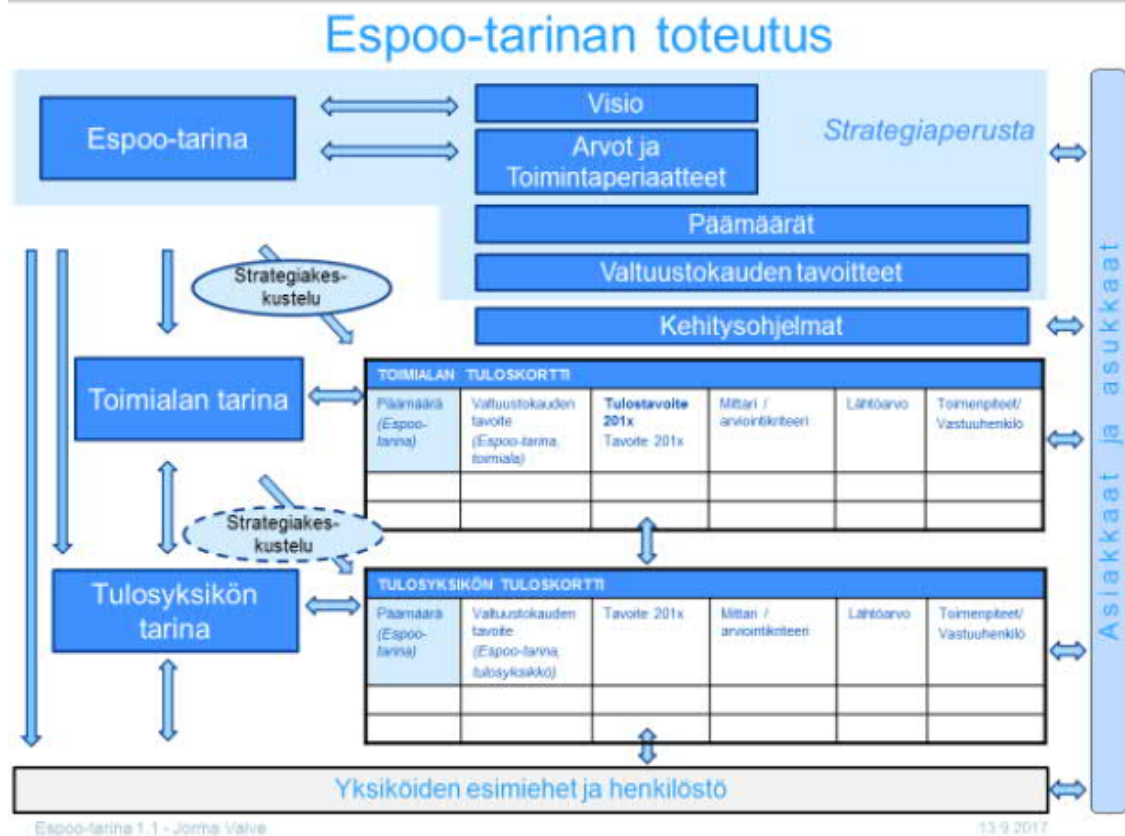 Espoo-tarinan toteutus
Espoo-tarina
Visio
Arvot ja
Toimintaperiaatteet
Strategiaperusta
Päämäärät
Valtuustokauden tavoitteet
Kehitysohjelmat
Strategiakes-
kustelu
Toimialan tarina
TOIMIALAN TULOSKORTTI
Päämäärä
(Espoo-
tarina)
Valtuustokauden
tavoite
(Espoo-tarina,
toimiala)
Tulostavoite
201x
Tavoite 201x
Mittari /
arviointikriteeri
Lähtöarvo
Toimenpiteet/
Vastuuhenkilö
Strategiakes-
kustelu
Tulosyksikön
tarina
TULOSYKSIKÖN TULOSKORTTI
Päämäärä
(Espoo-
tarina)
Valtuustokauden
tavoite
(Espoo-tarina,
tulosyksikkö)
Tavoite 201x
Mittari /
arviointikriteeri
Lähtöarvo
Toimenpiteet/
Vastuuhenkilö
Asiakkaat ja asukkaat
Yksiköiden esimiehet ja henkilöstö
Espoo-tarina 1.1 - Jorma Valve
13.9.2017